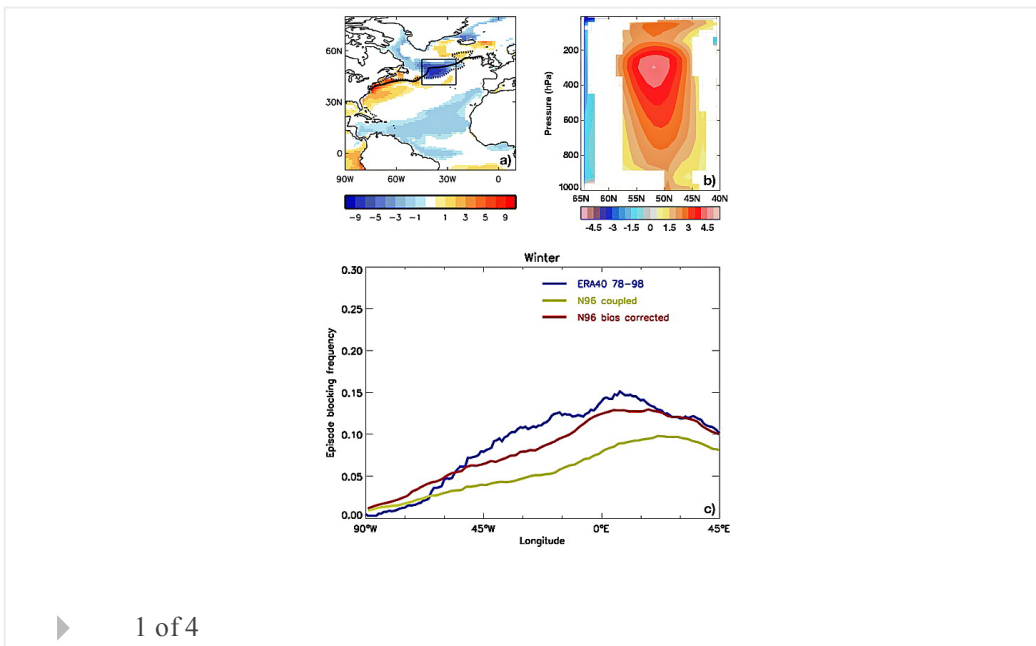 60N
30N
0
a)
90W 60W 30W 0
-9 -5 -3 -1 1 3 5 9
Pressure (hPa)
200
400
600
800
1000
b)
65N 60N 55N 50N 45N 40N
-4.5 -3 -1.5 0 1.5 3 4.5
Winter
Episode blocking frequency
0.30
0.25
0.20
0.15
0.10
0.05
0.00
ERA40 78-98
N96 coupled
N96 bias corrected
c)
90°W 45°W 0°E 45°E
Longitude
1 of 4